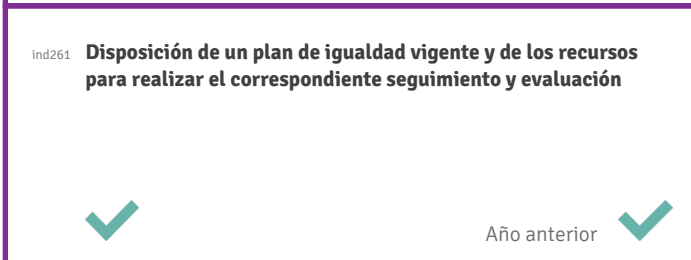 ind261 Disposición de un plan de igualdad vigente y de los recursos
para realizar el correspondiente seguimiento y evaluación
Año anterior